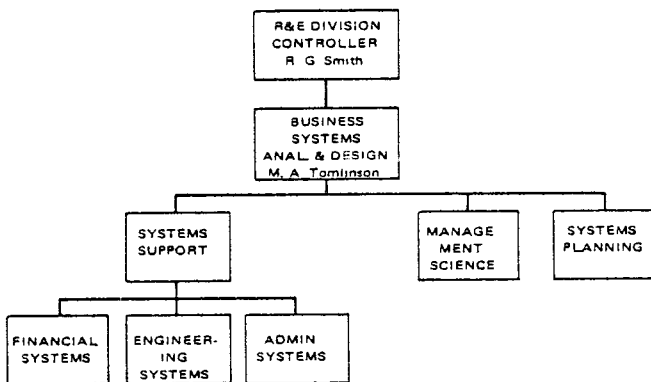 R&E DIVISION
CONTROLLER
R. G. Smith
BUSINESS
SYSTEMS
ANAL. & DESIGN
M. A. Tomlinson
SYSTEMS
SUPPORT
MANAGE
MENT
SCIENCE
SYSTEMS
PLANNING
FINANCIAL
SYSTEMS
ENGINEER-
ING
SYSTEMS
ADMIN
SYSTEMS